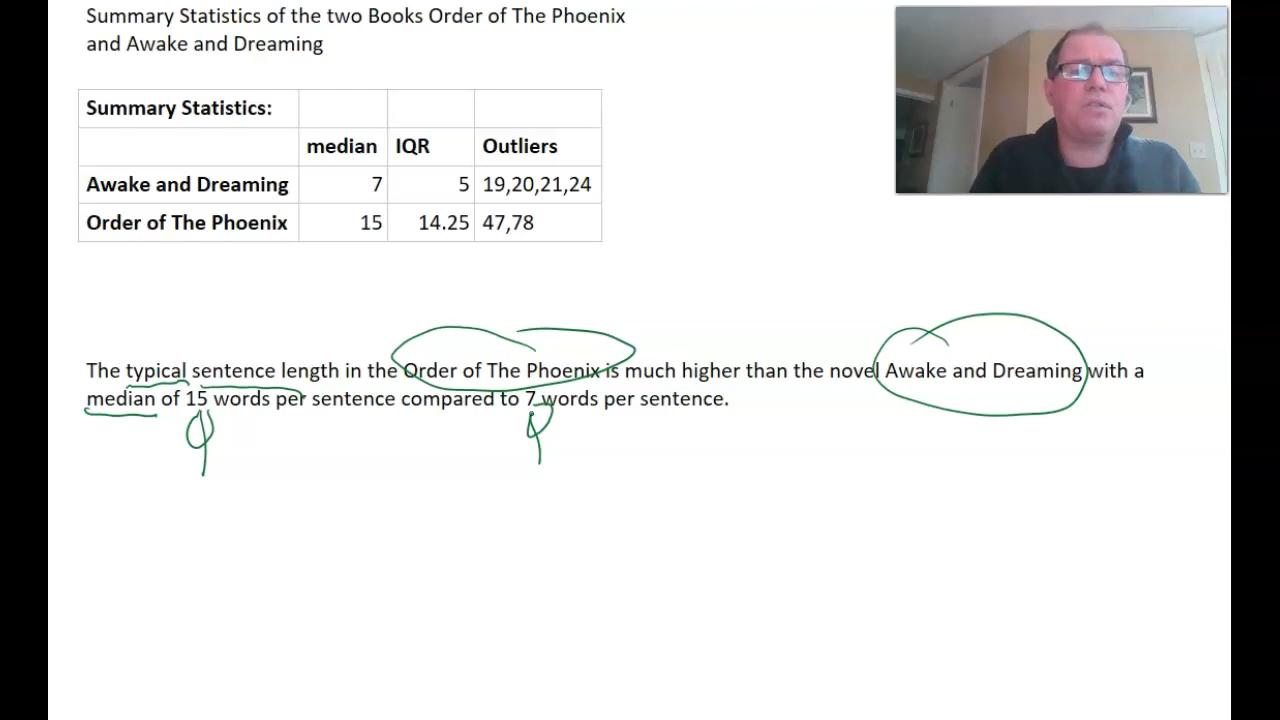 Summary Statistics of the two Books Order of The Phoenix
and Awake and Dreaming
Summary Statistics:
median IQR Outliers
Awake and Dreaming 7 5 19,20,21,24
Order of The Phoenix 15 14.25 47,78
The typical sentence length in the Order of The Phoenix is much higher than the novel Awake and Dreaming with a
median of 15 words per sentence compared to 7 words per sentence.